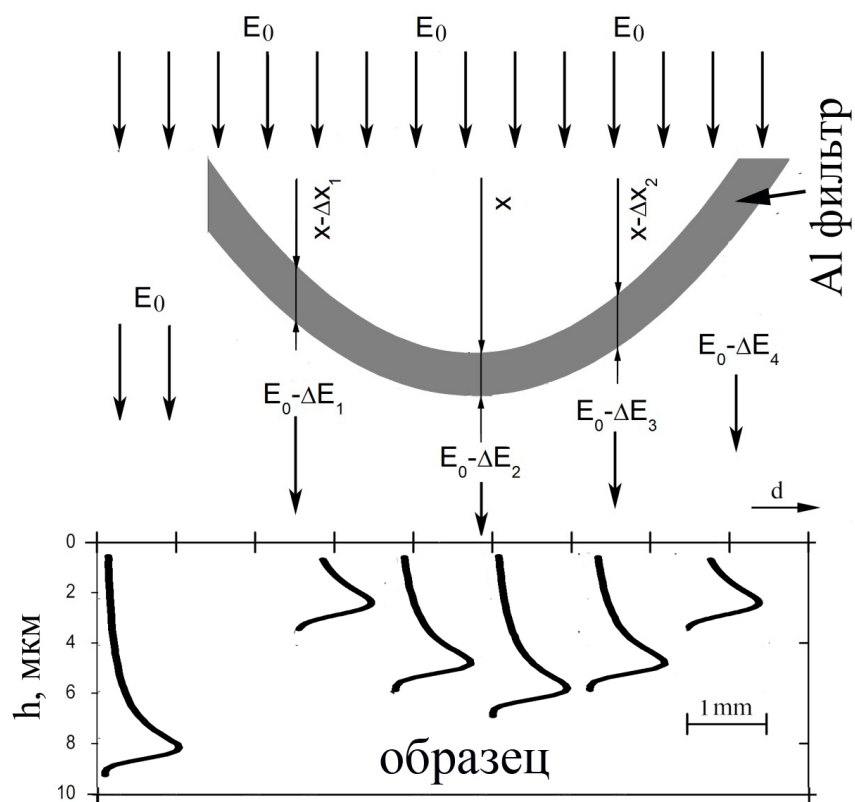 E₀ E₀ E₀
x-Δx₁
x
x-Δx₂
Al фильтр
E₀
E₀-ΔE₁
E₀-ΔE₂
E₀-ΔE₃
E₀-ΔE₄
d
0
2
4
6
8
10
h, мкм
1 mm
образец